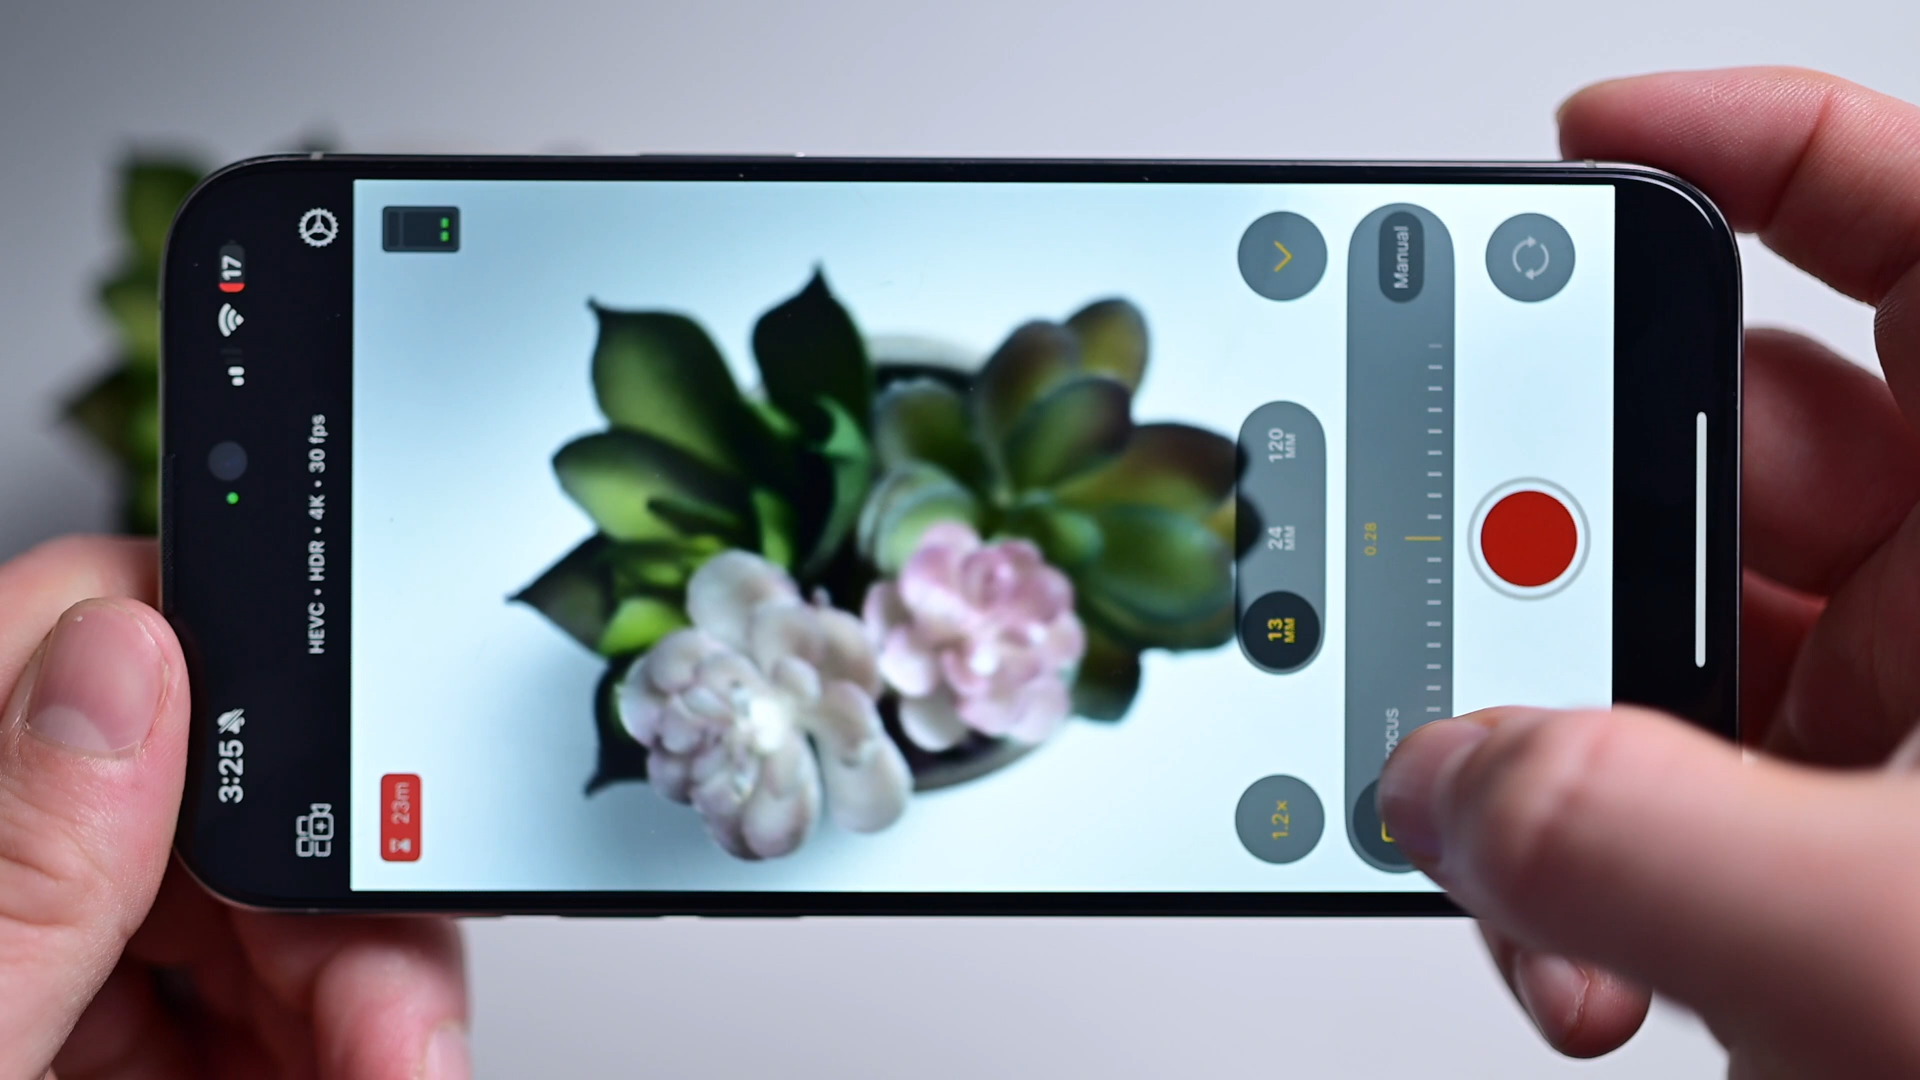 3:25
17
HEVC • HDR • 4K • 30 fps
23m
1.2×
13 MM
24 MM
120 MM
0.28
Manual